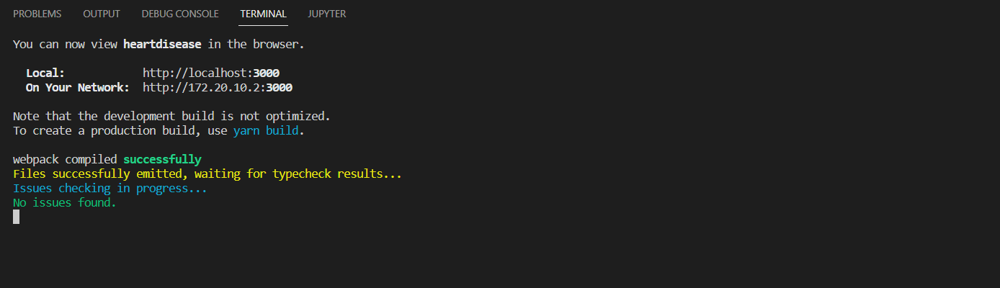 PROBLEMS OUTPUT DEBUG CONSOLE TERMINAL JUPYTER
You can now view heartdisease in the browser.
Local: http://localhost:3000
On Your Network: http://172.20.10.2:3000
Note that the development build is not optimized.
To create a production build, use yarn build.
webpack compiled successfully
Files successfully emitted, waiting for typecheck results...
Issues checking in progress...
No issues found.